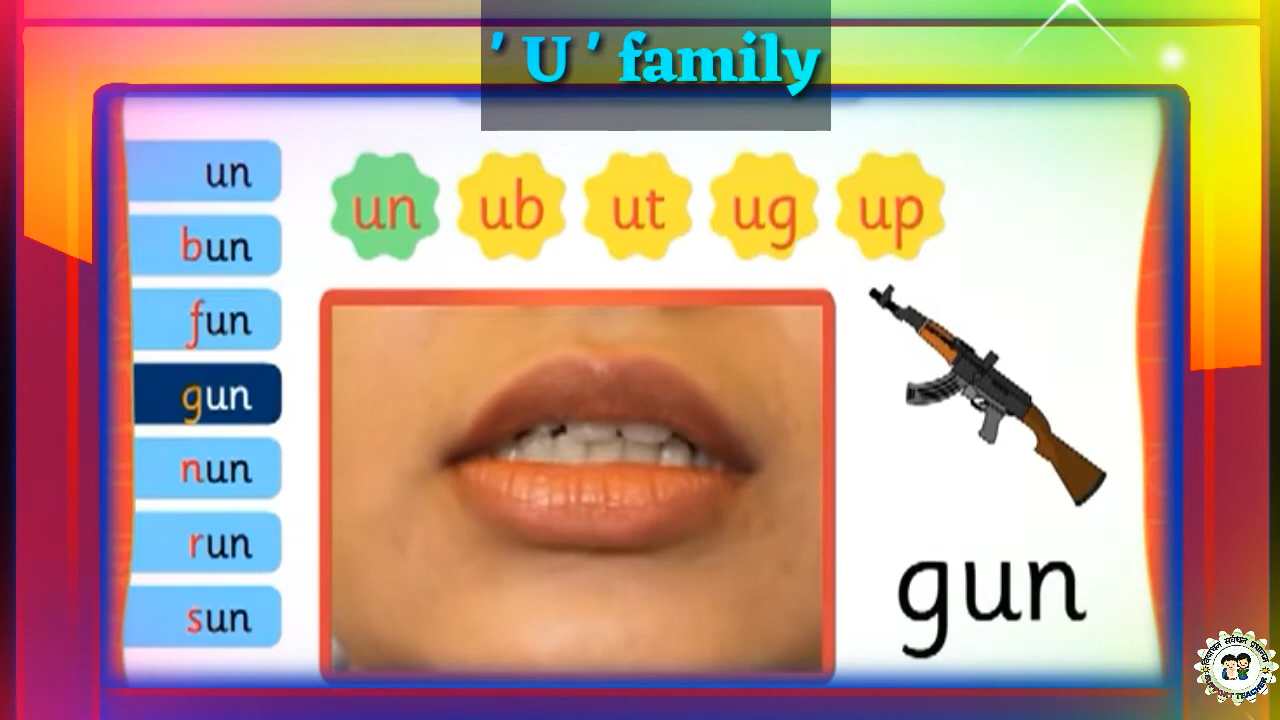 ' U ' family
un ub ut ug up
un
bun
fun
gun
nun
run
sun
gun